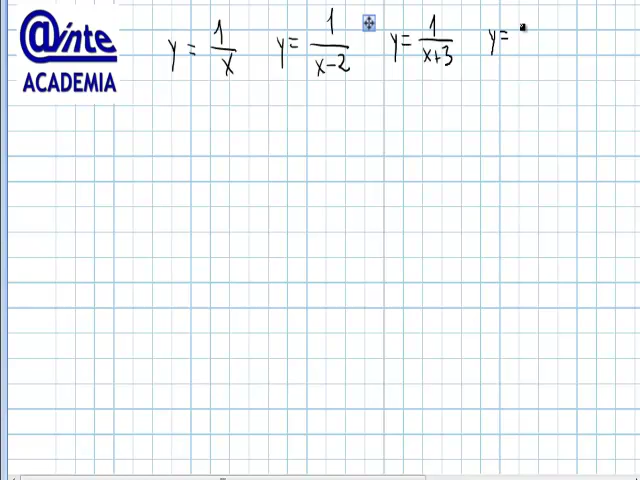 @inte
ACADEMIA
y = 1/x   y = 1/(x-2)   y = 1/(x+3)   y =